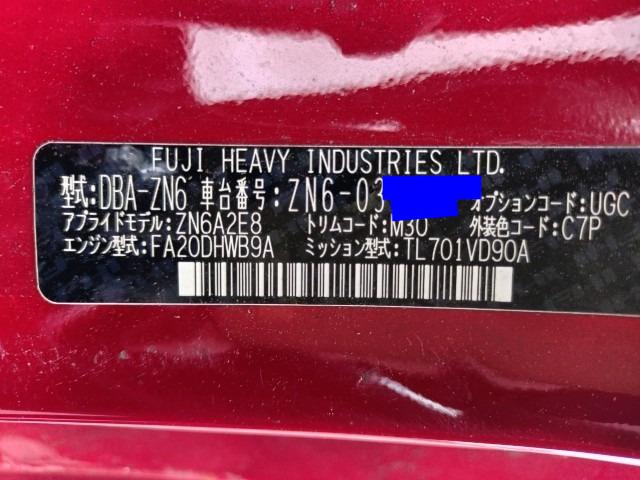 FUJI HEAVY INDUSTRIES LTD.
型式:DBA-ZN6 車台番号:ZN6-03 オプションコード:UGC
アプライドモデル:ZN6A2E8 トリムコード:M30 外装色コード:C7P
エンジン型式:FA20DHWB9A ミッション型式:TL701VD90A